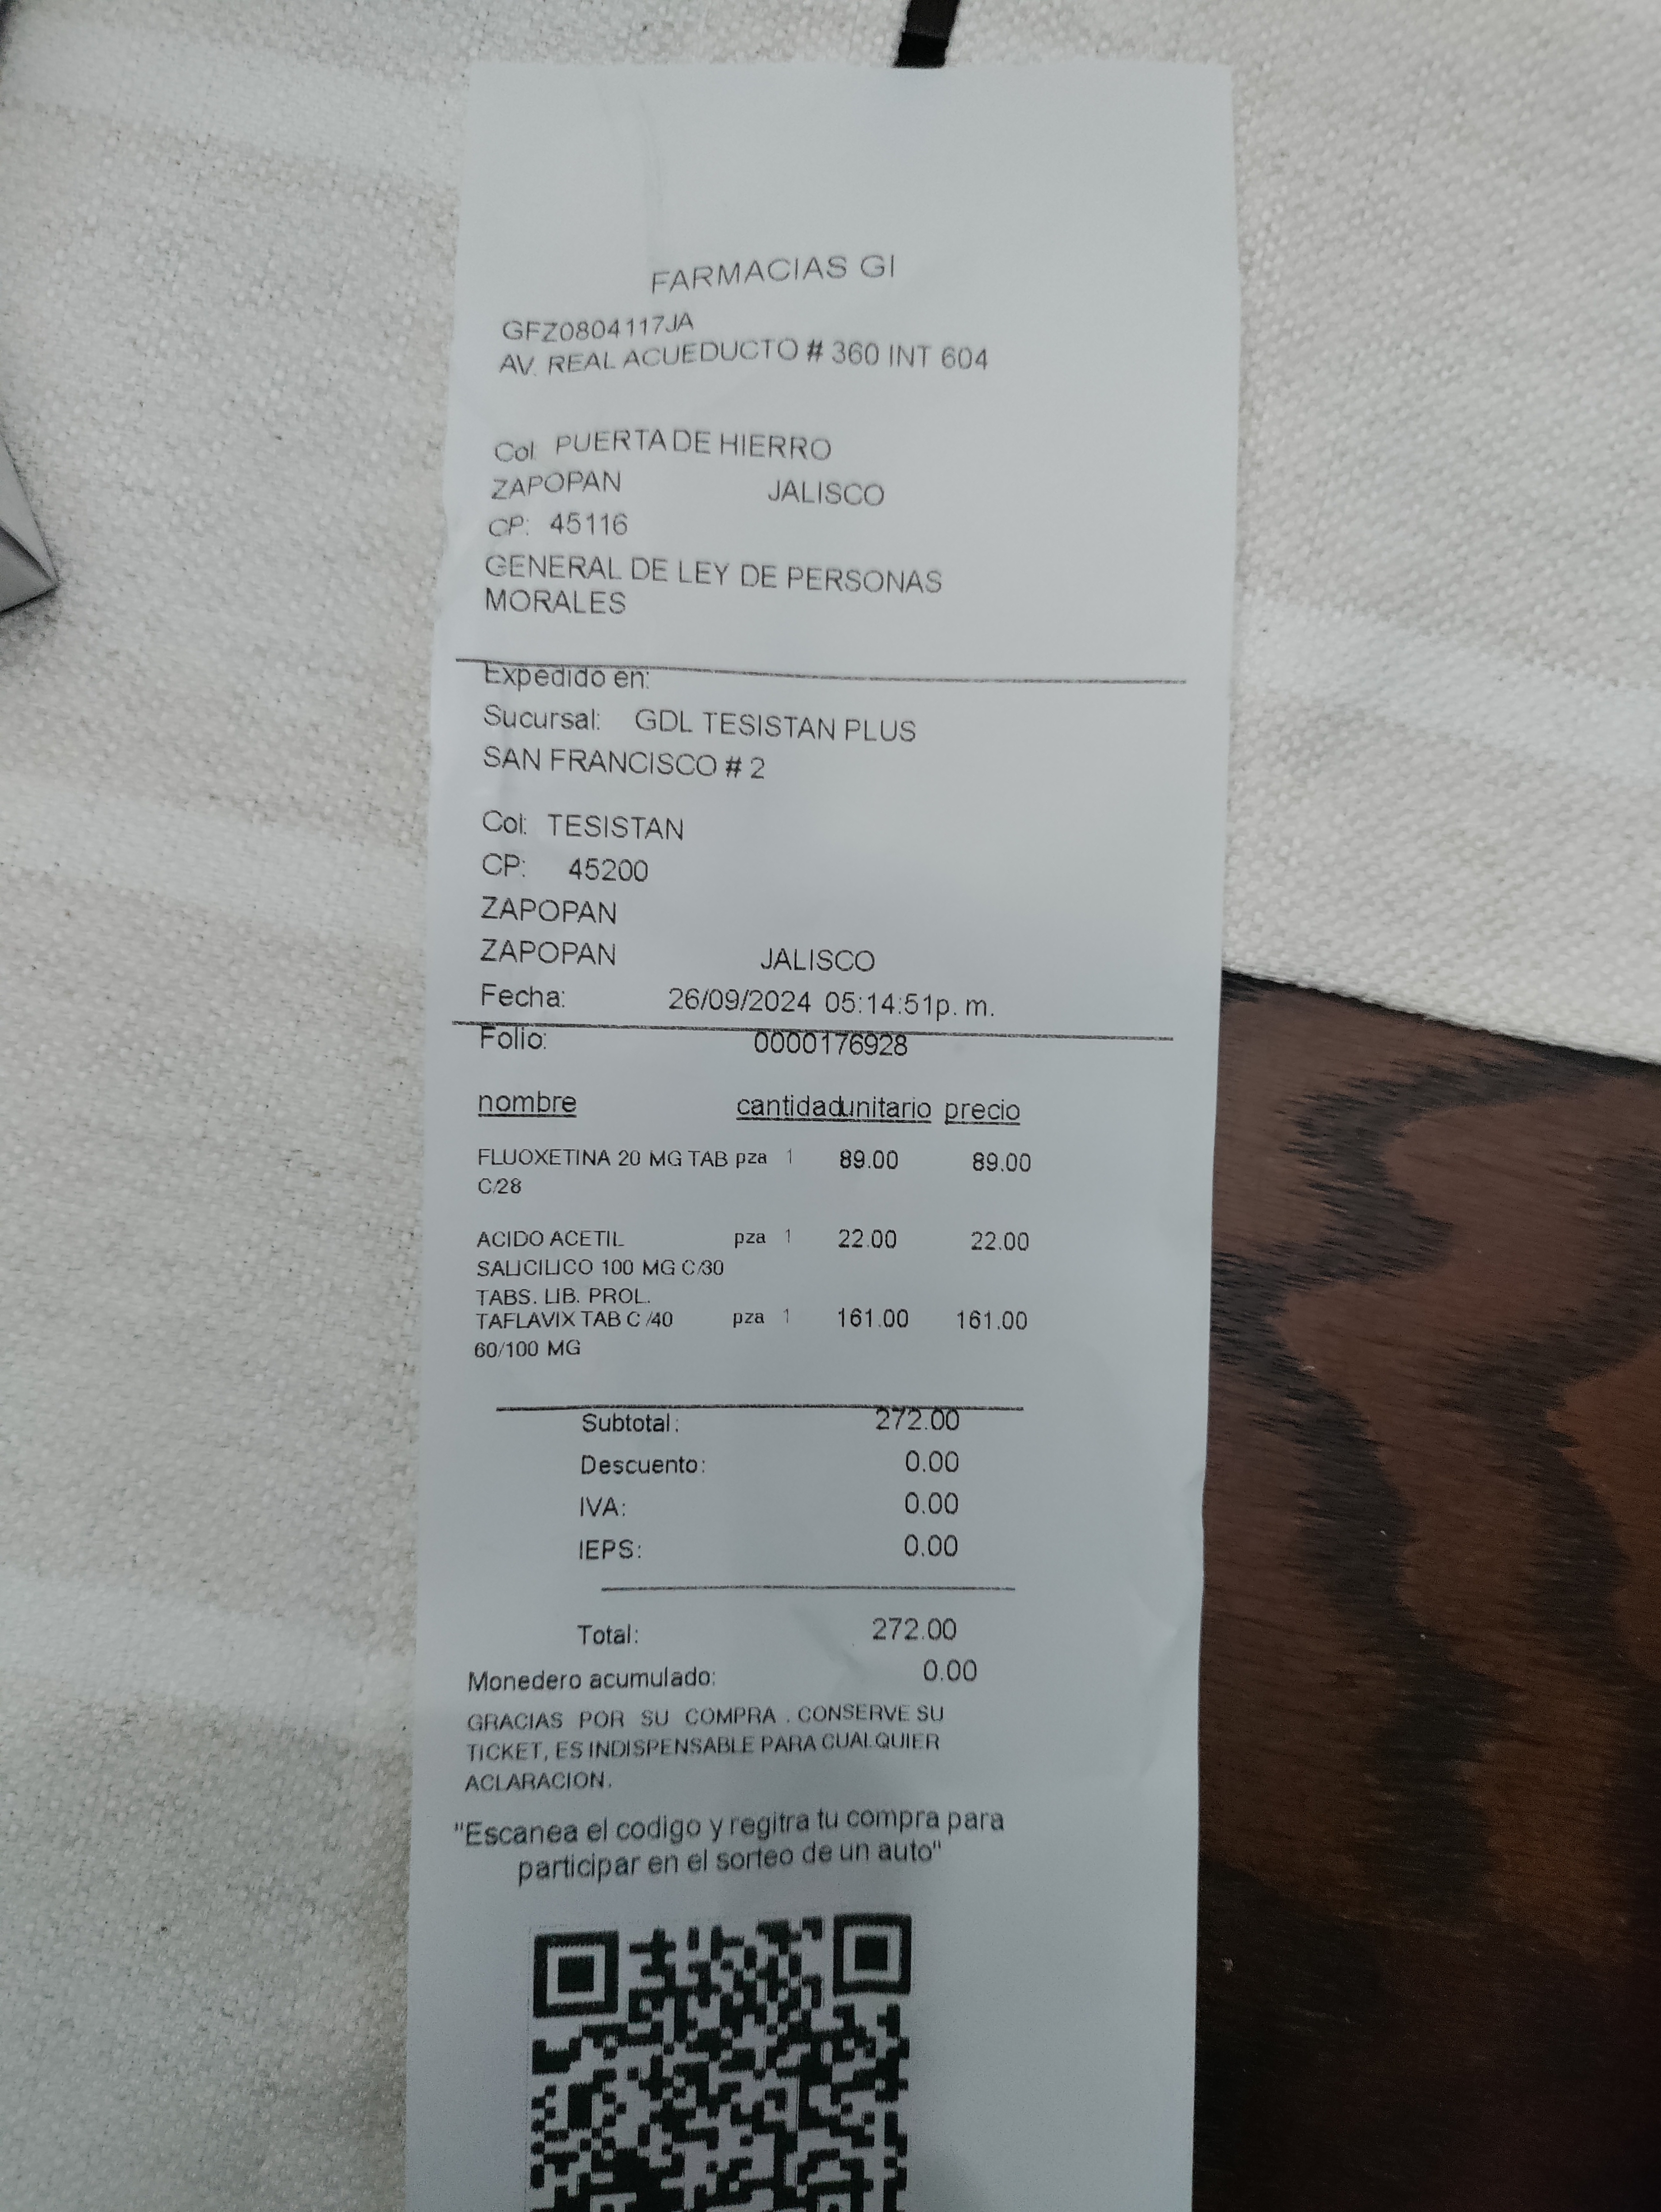 FARMACIAS GI
GFZ0804117JA
AV. REAL ACUEDUCTO # 360 INT 604
Col: PUERTA DE HIERRO
ZAPOPAN JALISCO
CP: 45116
GENERAL DE LEY DE PERSONAS
MORALES
Expedido en:
Sucursal: GDL TESISTAN PLUS
SAN FRANCISCO # 2
Col: TESISTAN
CP: 45200
ZAPOPAN
ZAPOPAN JALISCO
Fecha: 26/09/2024 05:14:51p. m.
Folio: 0000176928
nombre cantidad unitario precio
FLUOXETINA 20 MG TAB pza 1 89.00 89.00
C/28
ACIDO ACETIL pza 1 22.00 22.00
SALICILICO 100 MG C/30
TABS. LIB. PROL.
TAFLAVIX TAB C /40 pza 1 161.00 161.00
60/100 MG
Subtotal: 272.00
Descuento: 0.00
IVA: 0.00
IEPS: 0.00
Total: 272.00
Monedero acumulado: 0.00
GRACIAS POR SU COMPRA . CONSERVE SU
TICKET, ES INDISPENSABLE PARA CUALQUIER
ACLARACION.
"Escanea el codigo y regitra tu compra para
participar en el sorteo de un auto"